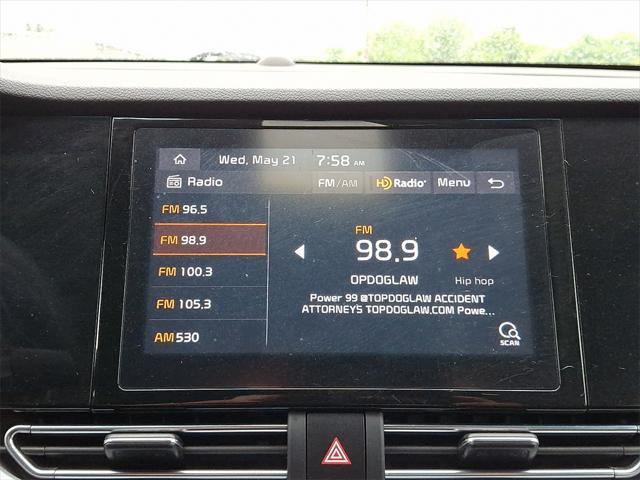 Wed, May 21 7:58 AM
Radio FM/AM HD Radio Menu
FM 96.5
FM 98.9
FM 100.3
FM 105.3
AM 530
FM
98.9
OPDOGLAW Hip hop
Power 99 @TOPDOGLAW ACCIDENT
ATTORNEYS TOPDOGLAW.COM Powe...
SCAN